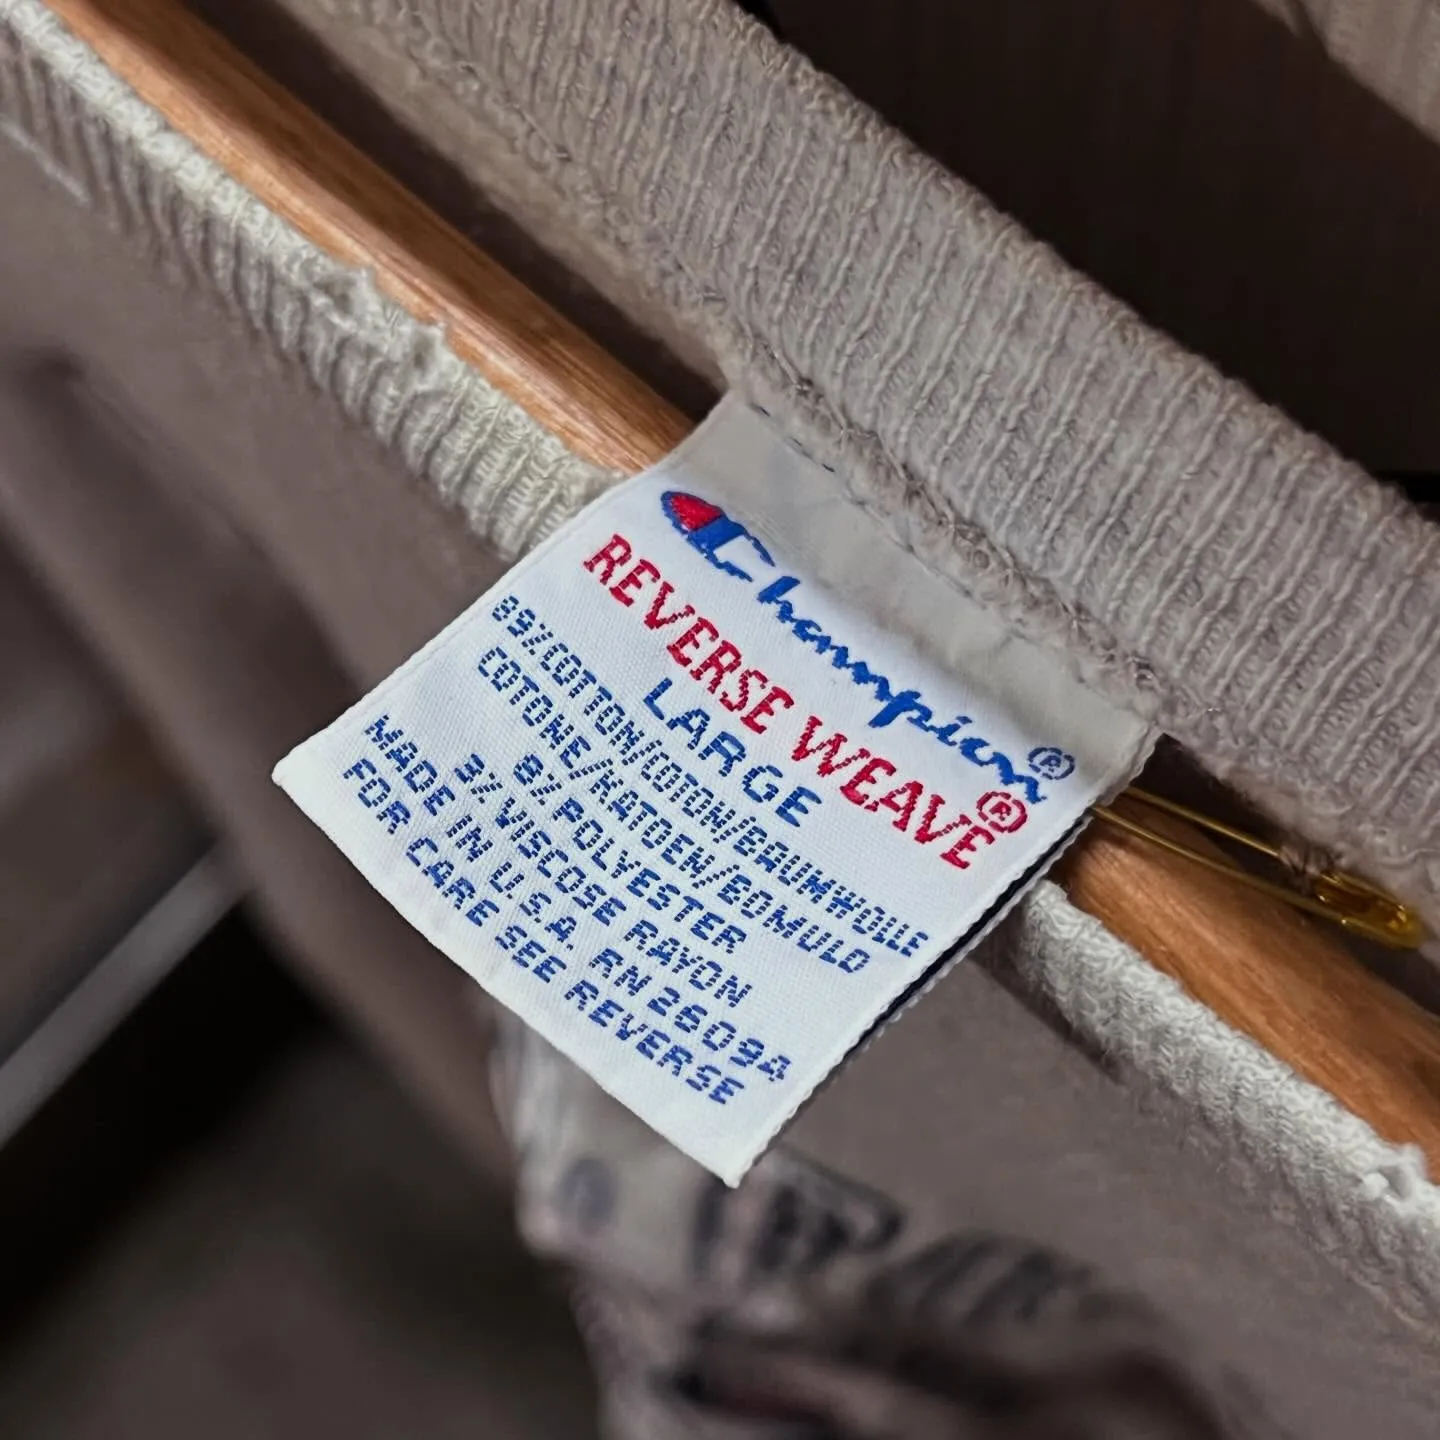 Champion®
REVERSE WEAVE®
LARGE
89% COTTON/COTON/BAUMWOLLE
COTONE/KATOEN/BOMULD
8% POLYESTER
3% VISCOSE RAYON
MADE IN U.S.A. RN 26094
FOR CARE SEE REVERSE